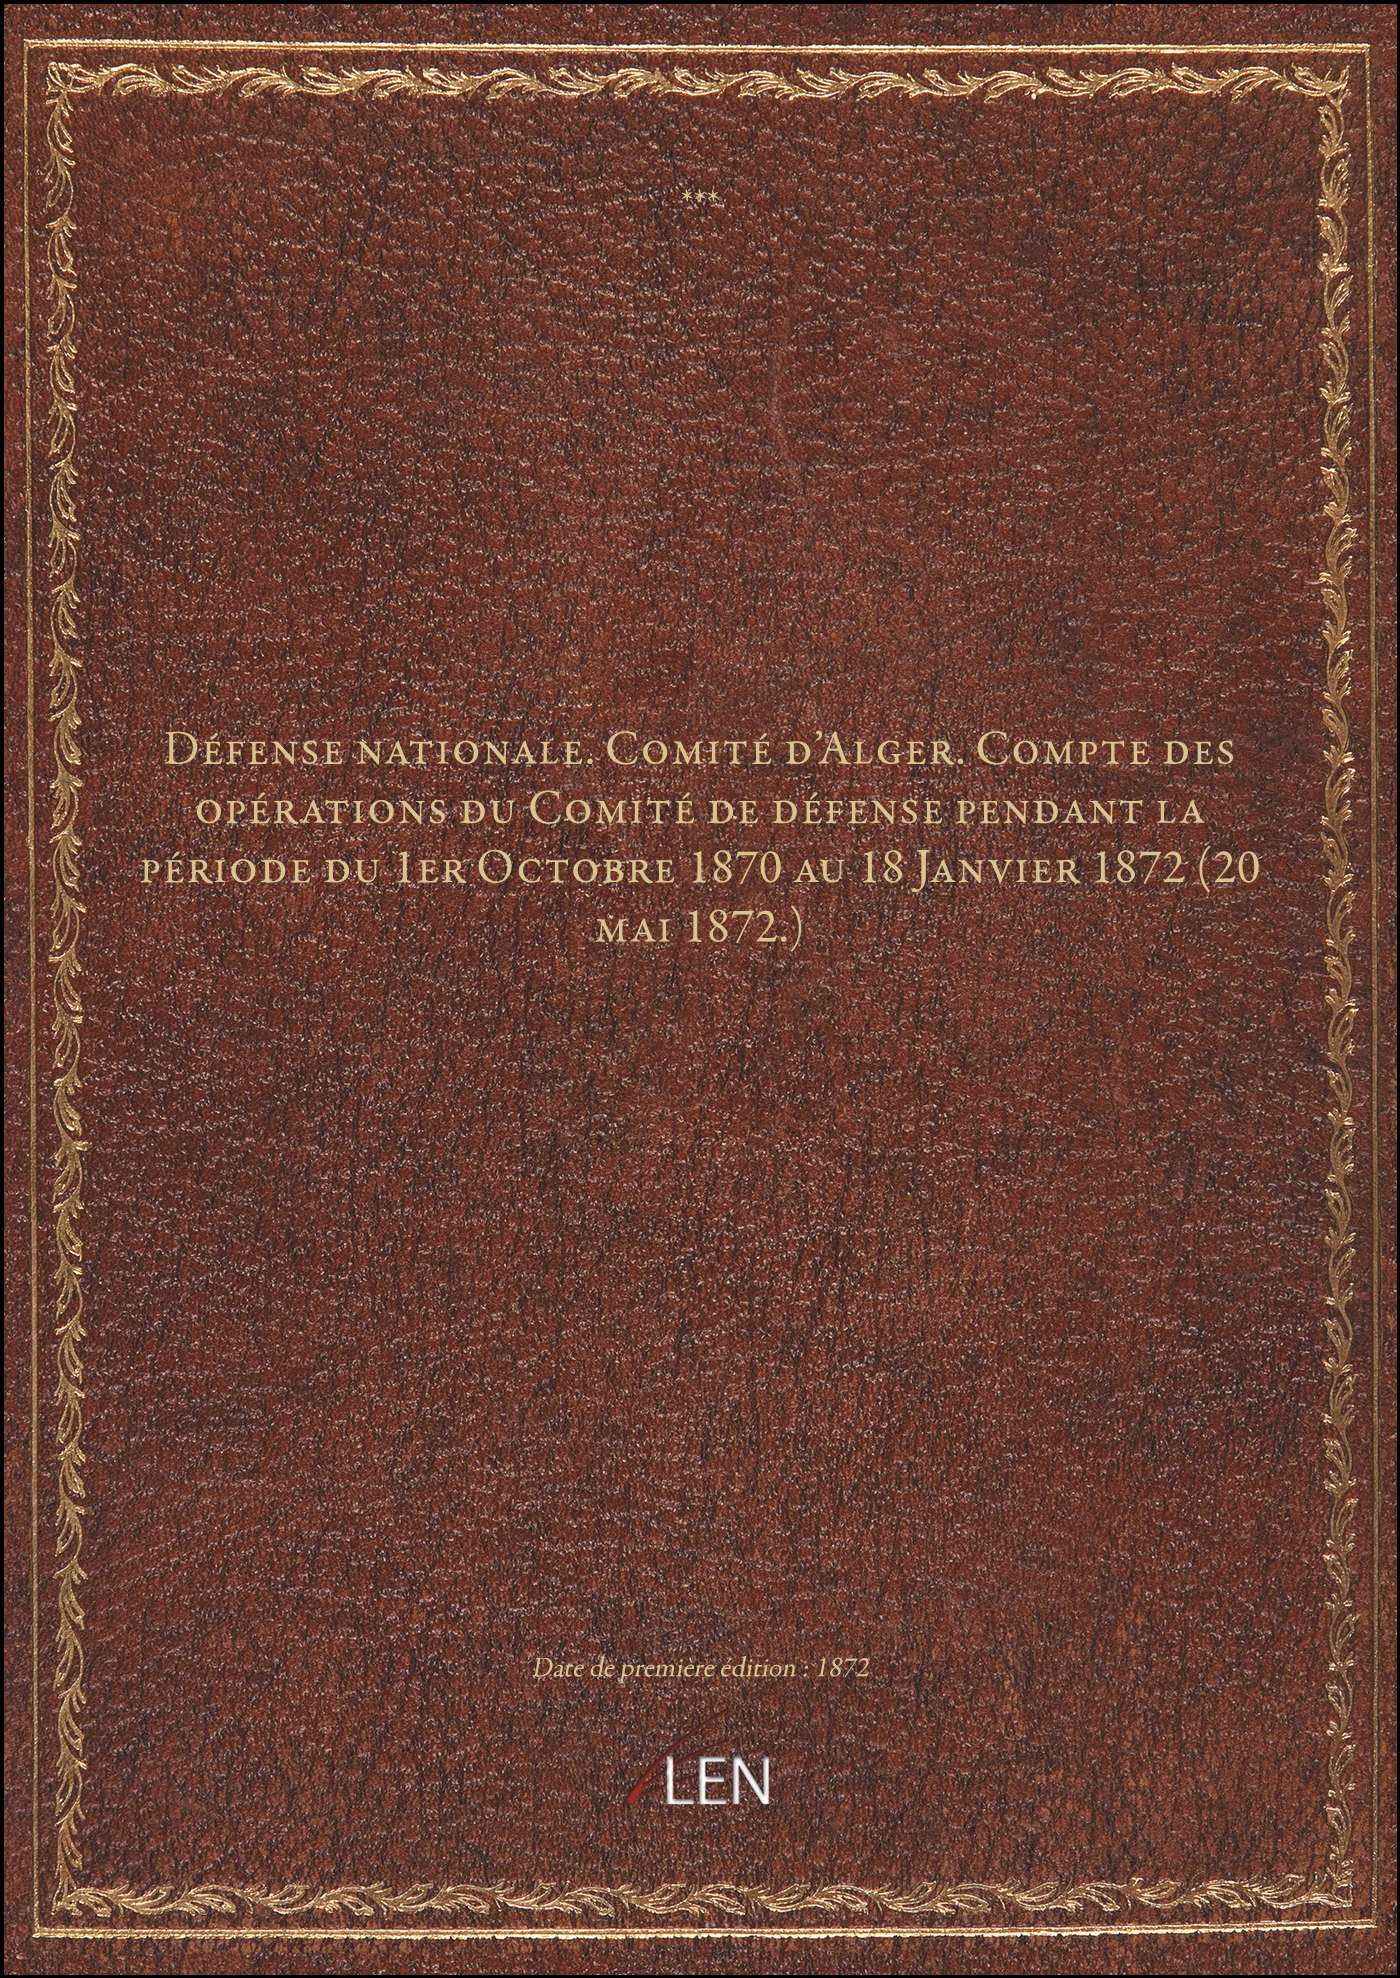 ***
Défense nationale. Comité d'Alger. Compte des
opérations du Comité de défense pendant la
période du 1er Octobre 1870 au 18 Janvier 1872 (20
mai 1872.)
Date de première édition : 1872
LEN